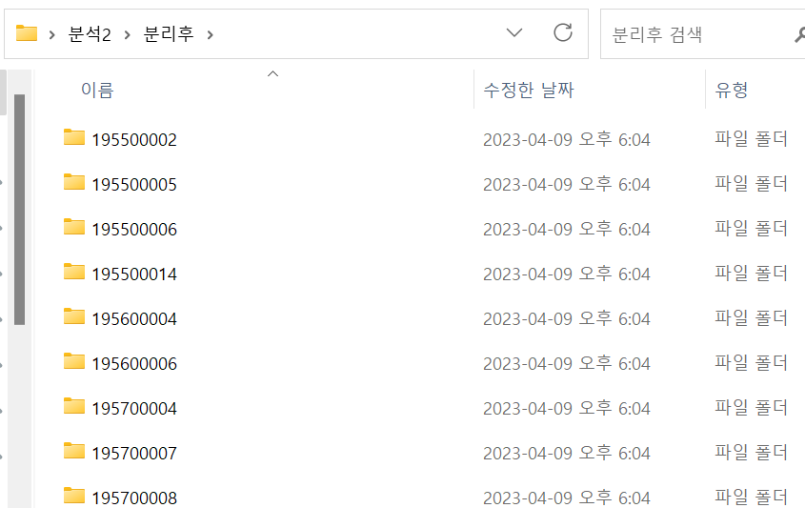 분석2 > 분리후 >
분리후 검색
이름 수정한 날짜 유형
195500002 2023-04-09 오후 6:04 파일 폴더
195500005 2023-04-09 오후 6:04 파일 폴더
195500006 2023-04-09 오후 6:04 파일 폴더
195500014 2023-04-09 오후 6:04 파일 폴더
195600004 2023-04-09 오후 6:04 파일 폴더
195600006 2023-04-09 오후 6:04 파일 폴더
195700004 2023-04-09 오후 6:04 파일 폴더
195700007 2023-04-09 오후 6:04 파일 폴더
195700008 2023-04-09 오후 6:04 파일 폴더